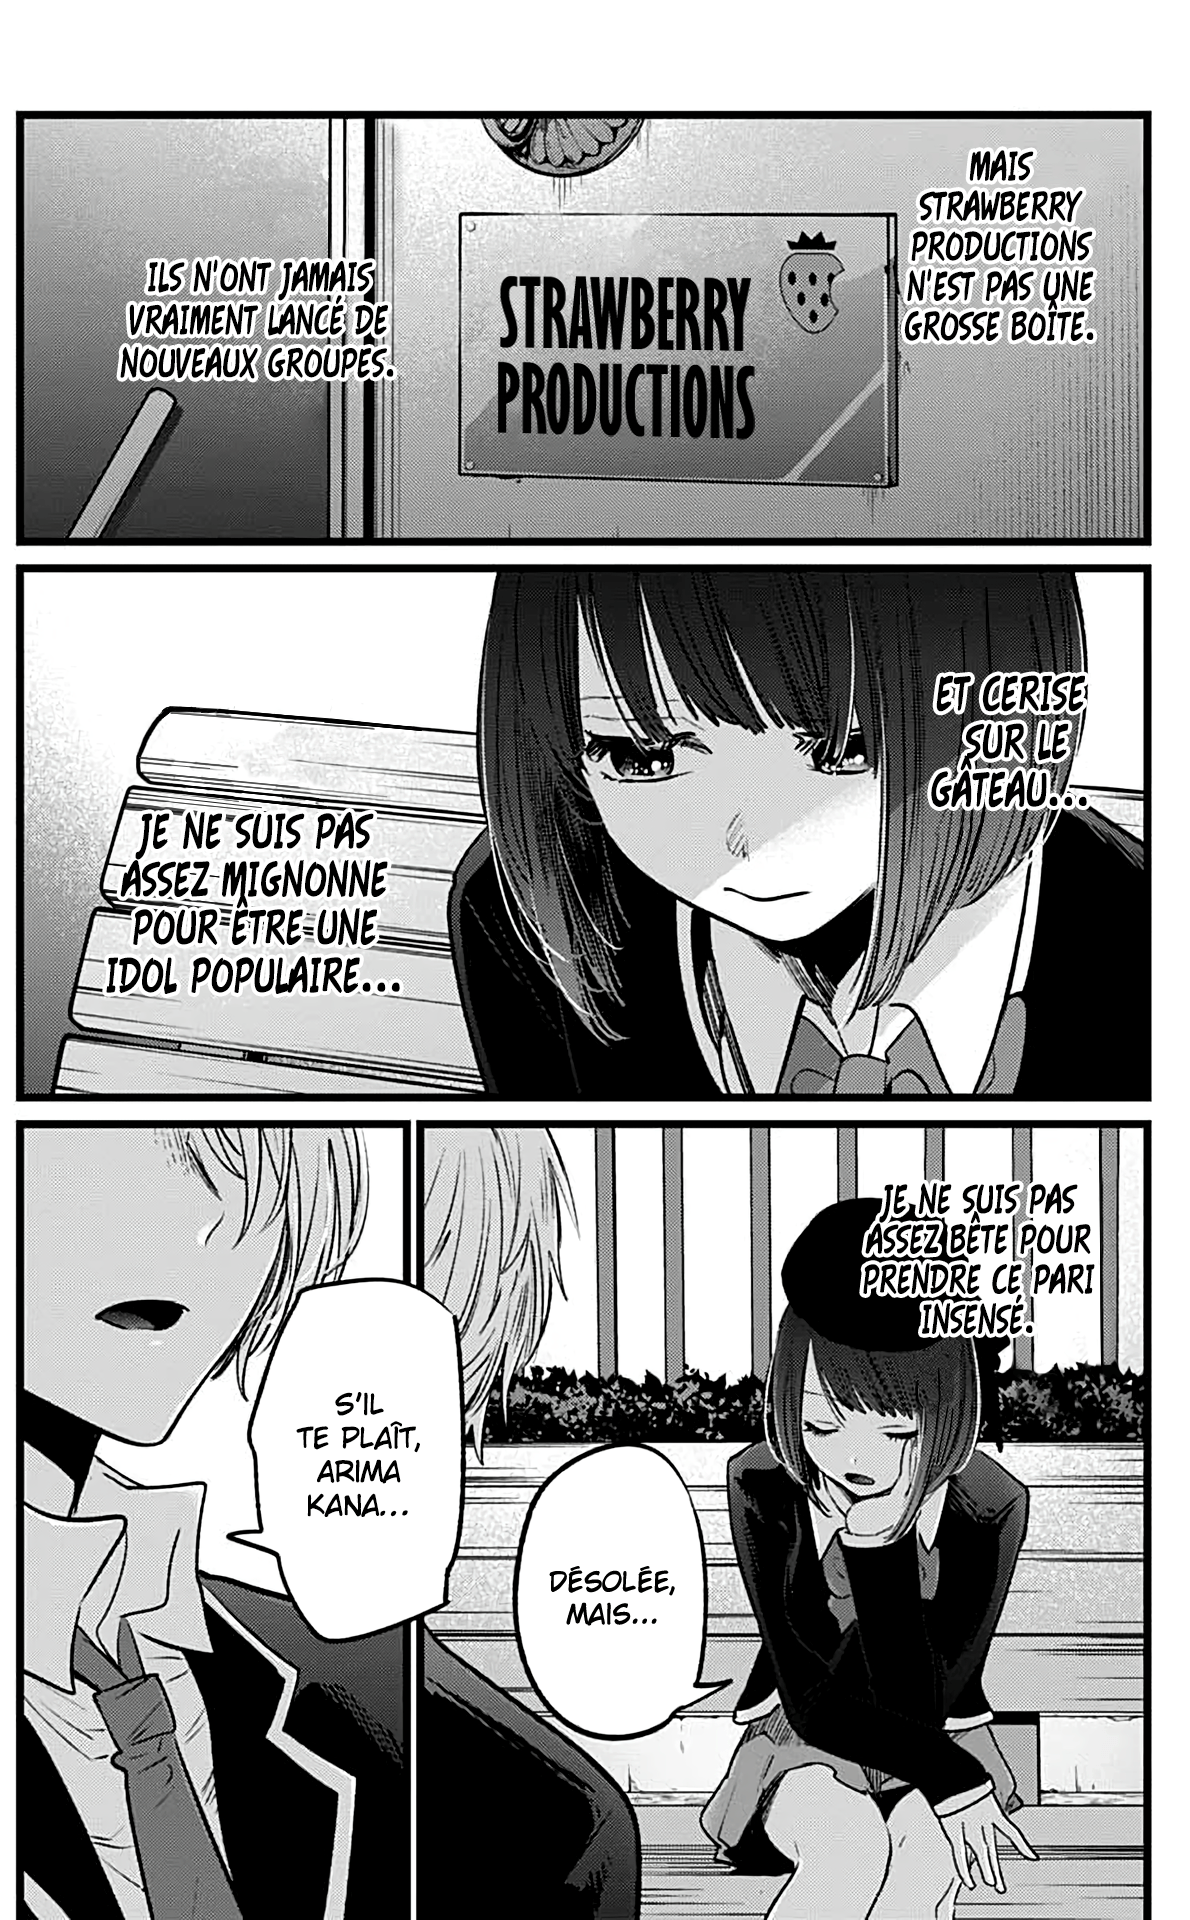 MAIS
STRAWBERRY
PRODUCTIONS
N'EST PAS UNE
GROSSE BOÎTE.
STRAWBERRY
PRODUCTIONS
ILS N'ONT JAMAIS
VRAIMENT LANCÉ DE
NOUVEAUX GROUPES.
ET CERISE
SUR LE
GÂTEAU...
JE NE SUIS PAS
ASSEZ MIGNONNE
POUR ÊTRE UNE
IDOL POPULAIRE...
JE NE SUIS PAS
ASSEZ BÊTE POUR
PRENDRE CE PARI
INSENSÉ.
DÉSOLÉE,
MAIS...
S'IL
TE PLAÎT,
ARIMA
KANA...